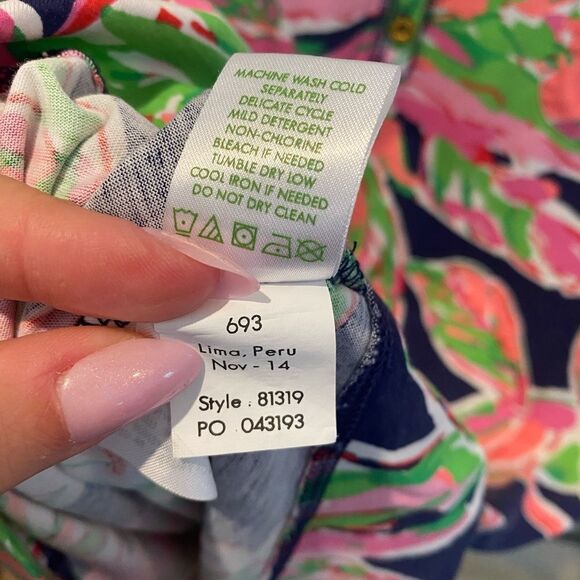 MACHINE WASH COLD
SEPARATELY
DELICATE CYCLE
MILD DETERGENT
NON-CHLORINE
BLEACH IF NEEDED
TUMBLE DRY LOW
COOL IRON IF NEEDED
DO NOT DRY CLEAN
693
Lima, Peru
Nov - 14
Style : 81319
PO 043193